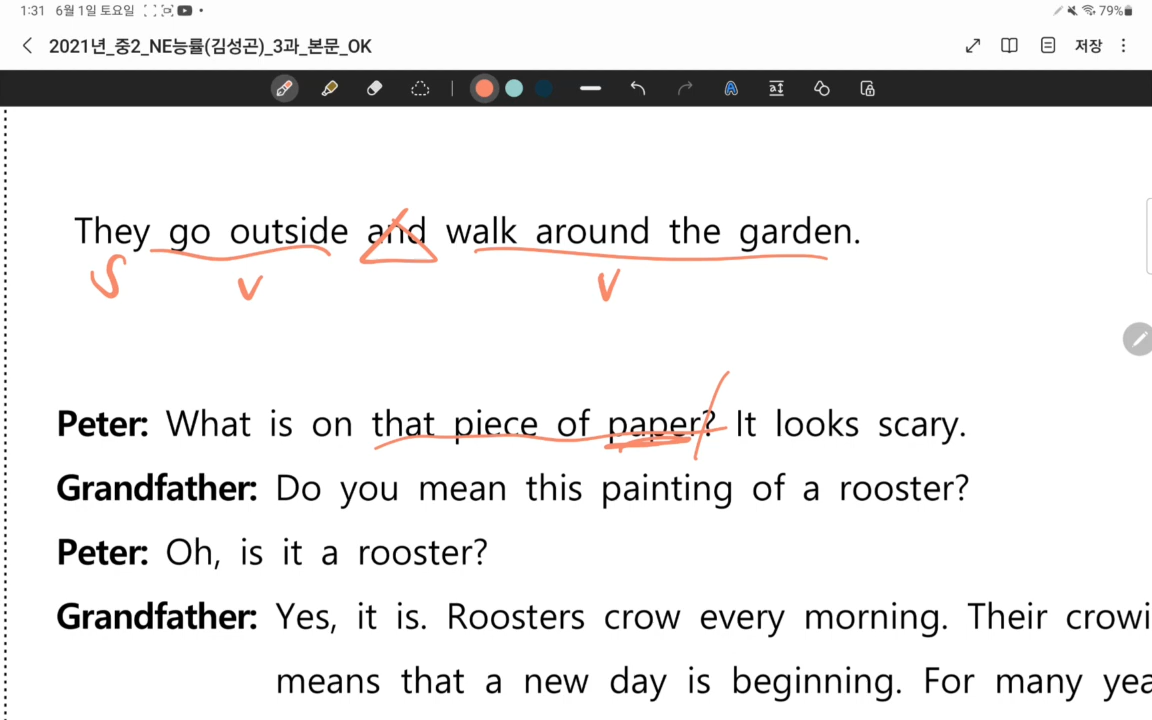 1:31 6월 1일 토요일 79%
2021년_중2_NE능률(김성곤)_3과_본문_OK 저장
They go outside and walk around the garden.
S V V
Peter: What is on that piece of paper? It looks scary.
Grandfather: Do you mean this painting of a rooster?
Peter: Oh, is it a rooster?
Grandfather: Yes, it is. Roosters crow every morning. Their crowi
means that a new day is beginning. For many yea